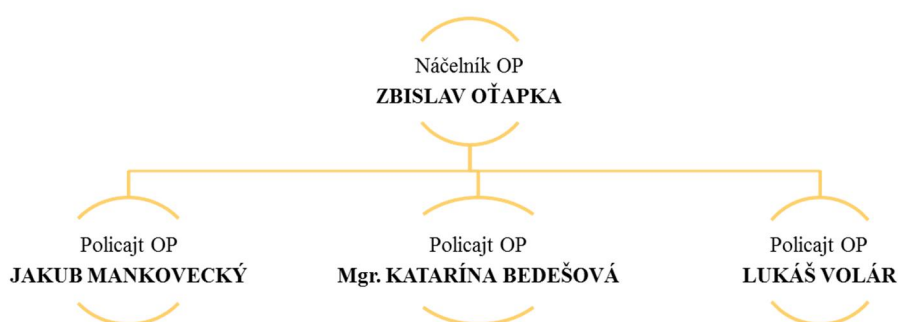 Náčelník OP
ZBISLAV OŤAPKA
Policajt OP
JAKUB MANKOVECKÝ
Policajt OP
Mgr. KATARÍNA BEDEŠOVÁ
Policajt OP
LUKÁŠ VOLÁR